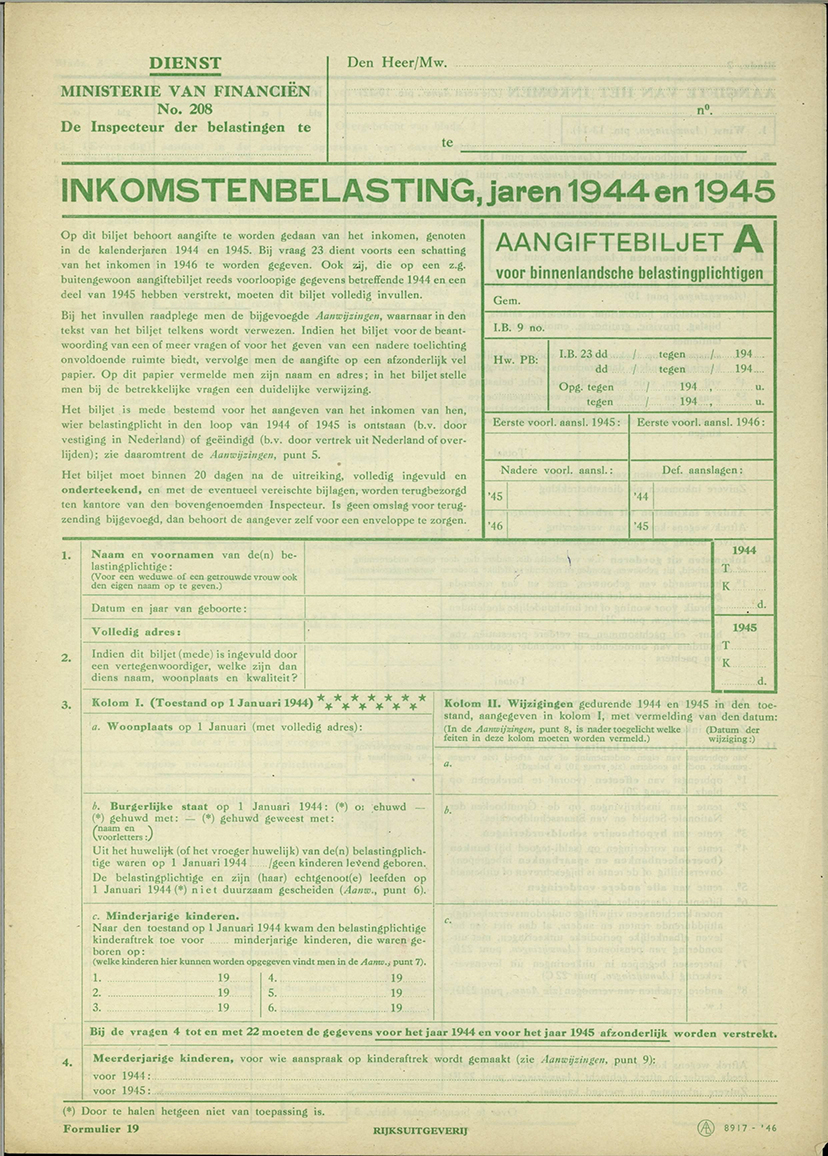 DIENST
MINISTERIE VAN FINANCIËN
No. 208
De Inspecteur der belastingen te
Den Heer/Mw.
n⁰.
te
INKOMSTENBELASTING, jaren 1944 en 1945
Op dit biljet behoort aangifte te worden gedaan van het inkomen, genoten
in de kalenderjaren 1944 en 1945. Bij vraag 23 dient voorts een schatting
van het inkomen in 1946 te worden gegeven. Ook zij, die op een z.g.
buitengewoon aangiftebiljet reeds voorloopige gegevens betreffende 1944 en een
deel van 1945 hebben verstrekt, moeten dit biljet volledig invullen.
Bij het invullen raadplege men de bijgevoegde Aanwijzingen, waarnaar in den
tekst van het biljet telkens wordt verwezen. Indien het biljet voor de beant-
woording van een of meer vragen of voor het geven van een nadere toelichting
onvoldoende ruimte biedt, vervolge men de aangifte op een afzonderlijk vel
papier. Op dit papier vermelde men zijn naam en adres; in het biljet stelle
men bij de betrekkelijke vragen een duidelijke verwijzing.
Het biljet is mede bestemd voor het aangeven van het inkomen van hen,
wier belastingplicht in den loop van 1944 of 1945 is ontstaan (b.v. door
vestiging in Nederland) of geëindigd (b.v. door vertrek uit Nederland of over-
lijden); zie daaromtrent de Aanwijzingen, punt 5.
Het biljet moet binnen 20 dagen na de uitreiking, volledig ingevuld en
onderteekend, en met de eventueel vereischte bijlagen, worden terugbezorgd
ten kantore van den bovengenoemden Inspecteur. Is geen omslag voor terug-
zending bijgevoegd, dan behoort de aangever zelf voor een enveloppe te zorgen.
AANGIFTEBILJET A
voor binnenlandsche belastingplichtigen
Gem.
I.B. 9 no.
Hw. PB:
I.B. 23 dd / tegen / 194
dd / tegen / 194
Opg. tegen / 194 , u.
tegen / 194 , u.
Eerste voorl. aansl. 1945: Eerste voorl. aansl. 1946:
Nadere voorl. aansl.: Def. aanslagen:
'45 '44
'46 '45
1. Naam en voornamen van de(n) be-
lastingplichtige:
(Voor een weduwe of een getrouwde vrouw ook
den eigen naam op te geven.)
Datum en jaar van geboorte:
Volledig adres:
1944
T
K
d.
1945
T
K
d.
2. Indien dit biljet (mede) is ingevuld door
een vertegenwoordiger, welke zijn dan
diens naam, woonplaats en kwaliteit?
3. Kolom I. (Toestand op 1 Januari 1944)
a. Woonplaats op 1 Januari (met volledig adres):
Kolom II. Wijzigingen gedurende 1944 en 1945 in den toe-
stand, aangegeven in kolom I, met vermelding van den datum:
(In de Aanwijzingen, punt 8, is nader toegelicht welke
feiten in deze kolom moeten worden vermeld.)
(Datum der
wijziging:)
a.
b. Burgerlijke staat op 1 Januari 1944: (*) ehuwd —
(*) gehuwd met: — (*) gehuwd geweest met:
(naam en
voorletters:)
Uit het huwelijk (of het vroeger huwelijk) van de(n) belastingplich-
tige waren op 1 Januari 1944 /geen kinderen levend geboren.
De belastingplichtige en zijn (haar) echtgenoot(e) leefden op
1 Januari 1944 (*) niet duurzaam gescheiden (Aanw., punt 6).
b.
c. Minderjarige kinderen.
Naar den toestand op 1 Januari 1944 kwam den belastingplichtige
kinderaftrek toe voor ...... minderjarige kinderen, die waren ge-
boren op:
(welke kinderen hier kunnen worden opgegeven vindt men in de Aanw., punt 7).
1. 19 4. 19
2. 19 5. 19
3. 19 6. 19
c.
Bij de vragen 4 tot en met 22 moeten de gegevens voor het jaar 1944 en voor het jaar 1945 afzonderlijk worden verstrekt.
4. Meerderjarige kinderen, voor wie aanspraak op kinderaftrek wordt gemaakt (zie Aanwijzingen, punt 9):
voor 1944:
voor 1945:
(*) Door te halen hetgeen niet van toepassing is.
Formulier 19
RIJKSUITGEVERIJ
8917 - '46